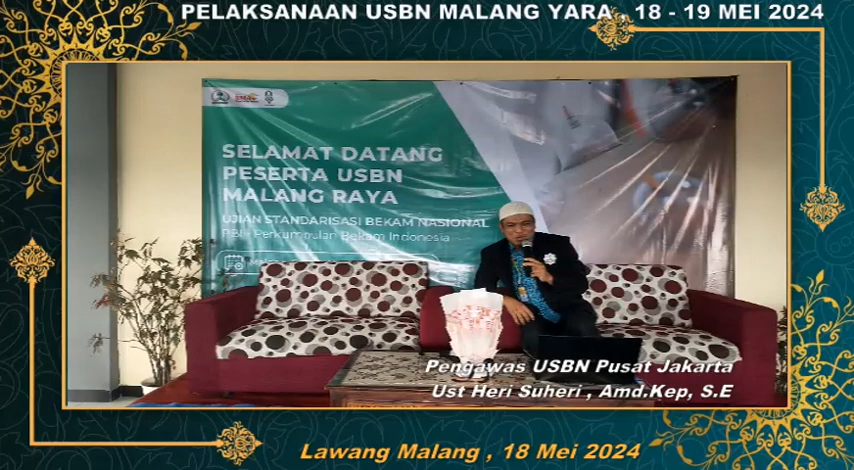 PELAKSANAAN USBN MALANG YARA , 18 - 19 MEI 2024
SELAMAT DATANG
PESERTA USBN
MALANG RAYA
UJIAN STANDARISASI BEKAM NASIONAL
PBI - Perkumpulan Bekam Indonesia
Pengawas USBN Pusat Jakarta
Ust Heri Suheri , Amd.Kep, S.E
Lawang Malang , 18 Mei 2024